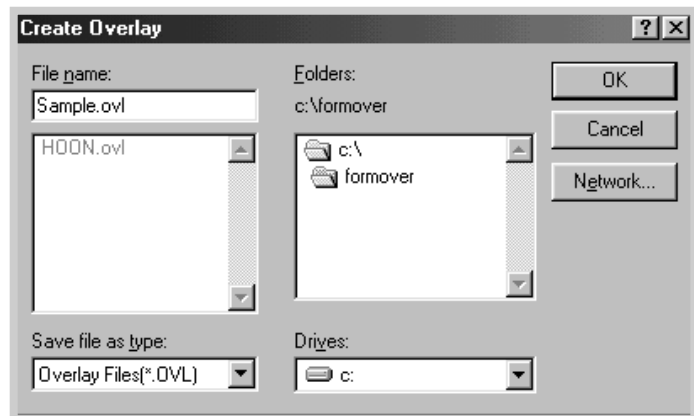 Create Overlay
File name:
Sample.ovl
HOON.ovl
Save file as type:
Overlay Files(*.OVL)
Folders:
c:\formover
c:\
formover
Drives:
c:
OK
Cancel
Network...